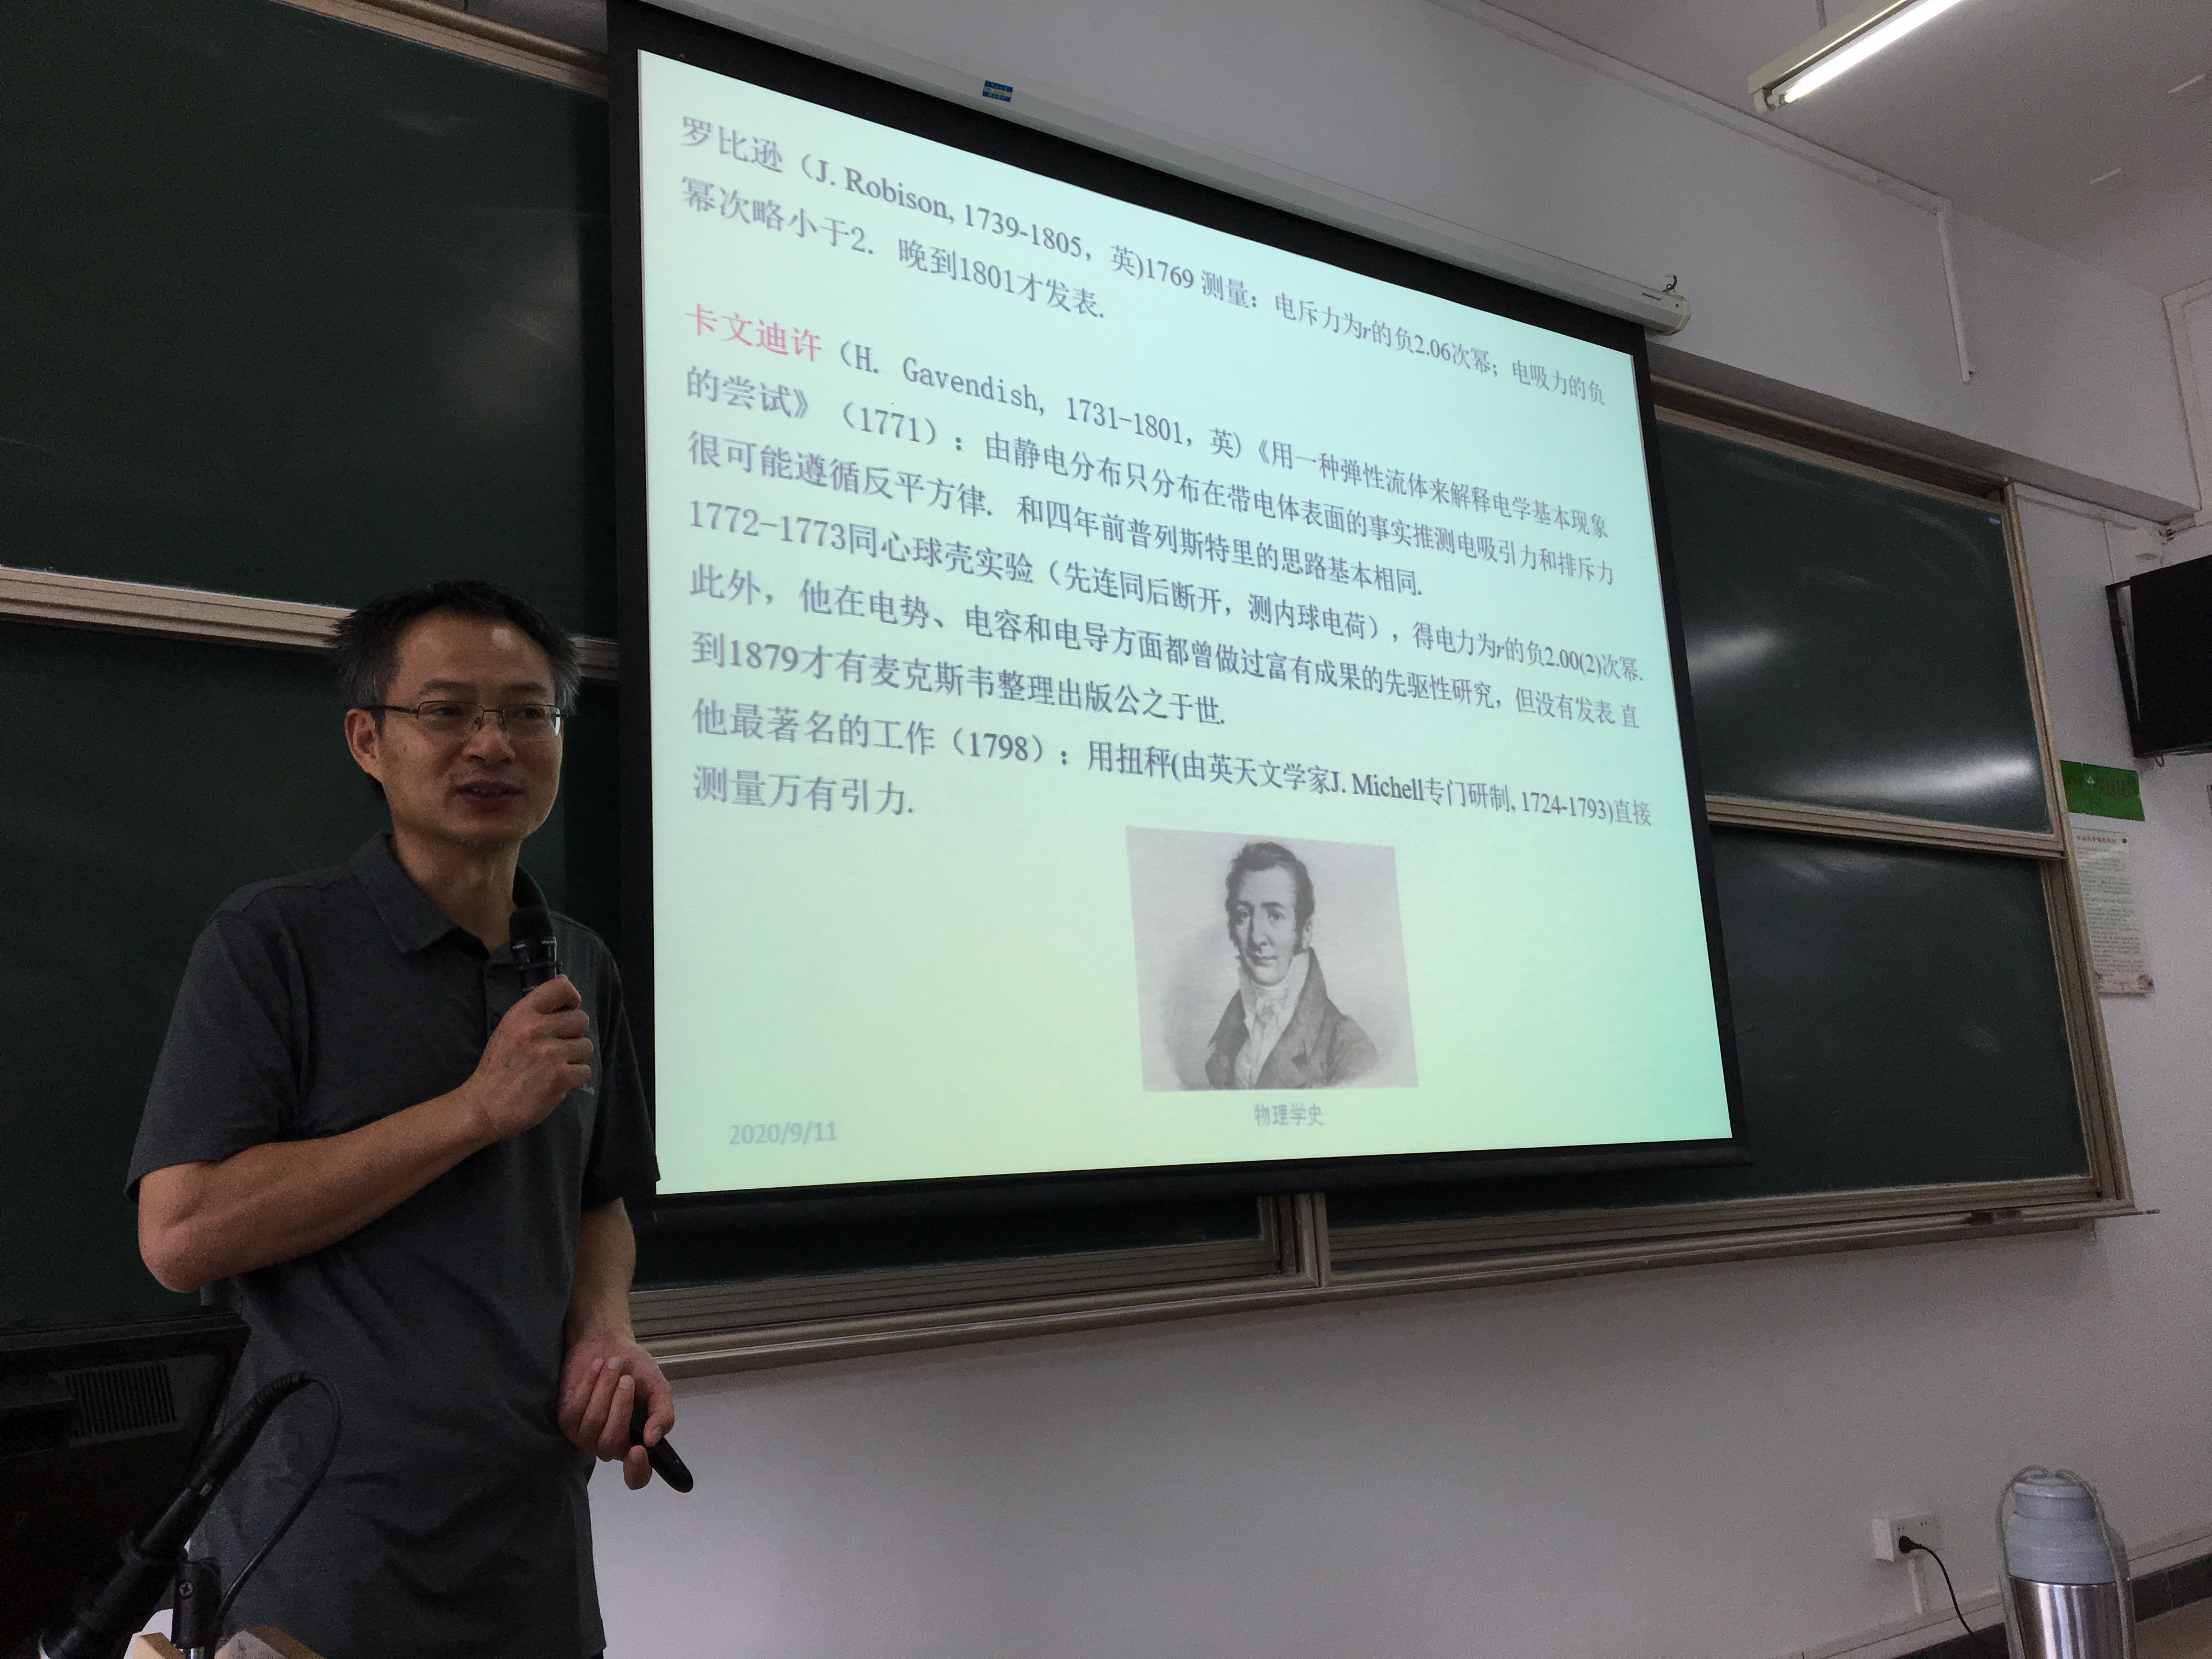 罗比逊（J. Robison, 1739-1805，英)1769 测量：电斥力为r的负2.06次幂；电吸力的负
幂次略小于2. 晚到1801才发表.
卡文迪许（H. Gavendish, 1731-1801，英)《用一种弹性流体来解释电学基本现象
的尝试》（1771）：由静电分布只分布在带电体表面的事实推测电吸引力和排斥力
很可能遵循反平方律. 和四年前普列斯特里的思路基本相同.
1772-1773同心球壳实验（先连同后断开，测内球电荷），得电力为r的负2.00(2)次幂.
此外，他在电势、电容和电导方面都曾做过富有成果的先驱性研究，但没有发表 直
到1879才有麦克斯韦整理出版公之于世.
他最著名的工作（1798）：用扭秤(由英天文学家J. Michell专门研制, 1724-1793)直接
测量万有引力.
2020/9/11
物理学史